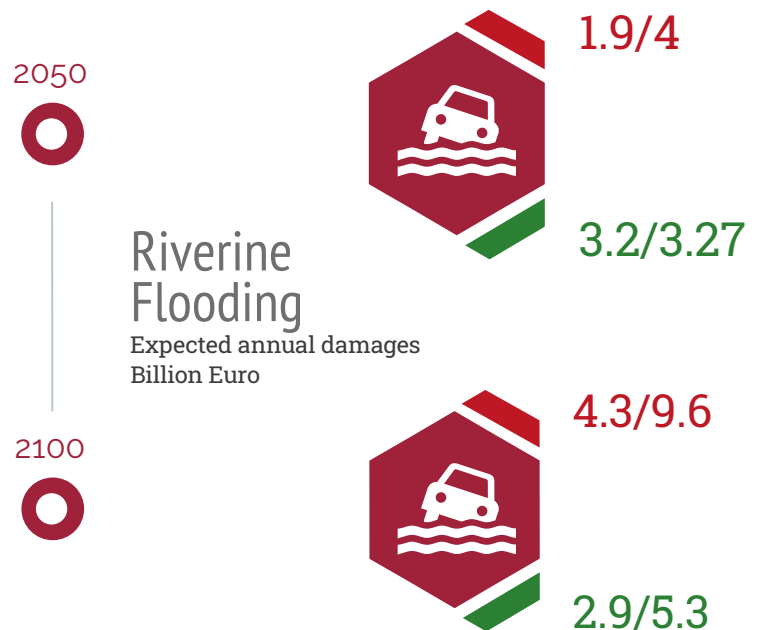 2050
1.9/4
3.2/3.27
Riverine
Flooding
Expected annual damages
Billion Euro
2100
4.3/9.6
2.9/5.3